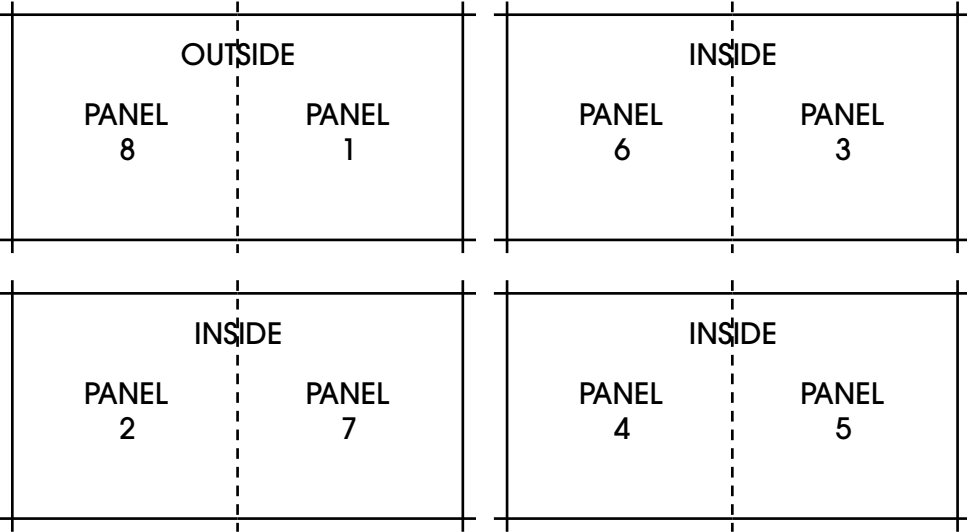 OUTSIDE
PANEL PANEL
8 1
INSIDE
PANEL PANEL
6 3
INSIDE
PANEL PANEL
2 7
INSIDE
PANEL PANEL
4 5